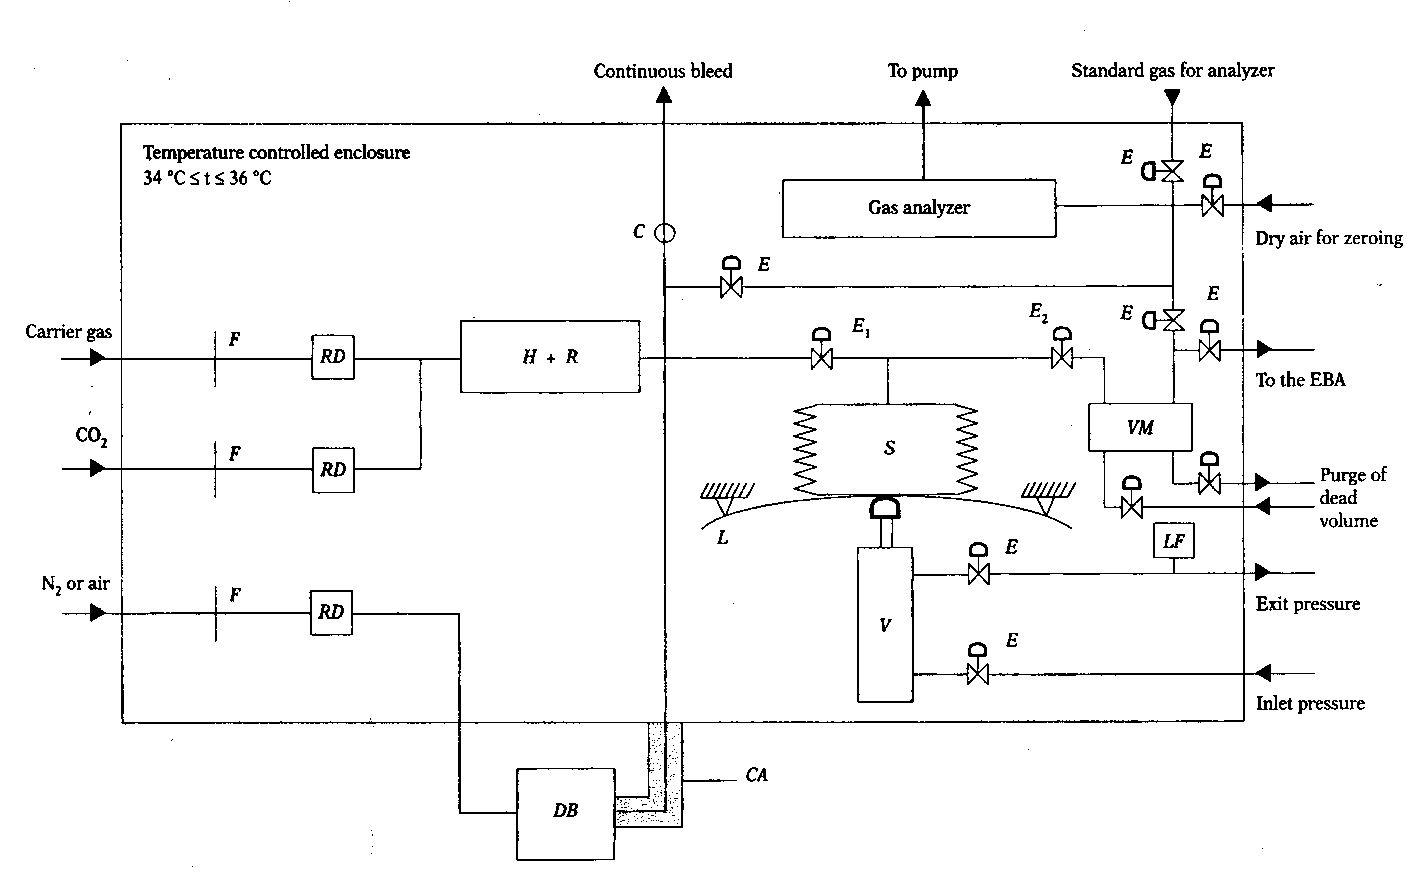 Continuous bleed
To pump
Standard gas for analyzer
Temperature controlled enclosure
34 °C ≤ t ≤ 36 °C
E
E
Gas analyzer
C
Dry air for zeroing
E
E
E
E1
E2
Carrier gas
F
RD
H + R
To the EBA
CO2
F
RD
S
VM
Purge of
dead
volume
L
LF
E
N2 or air
F
RD
Exit pressure
V
E
Inlet pressure
CA
DB